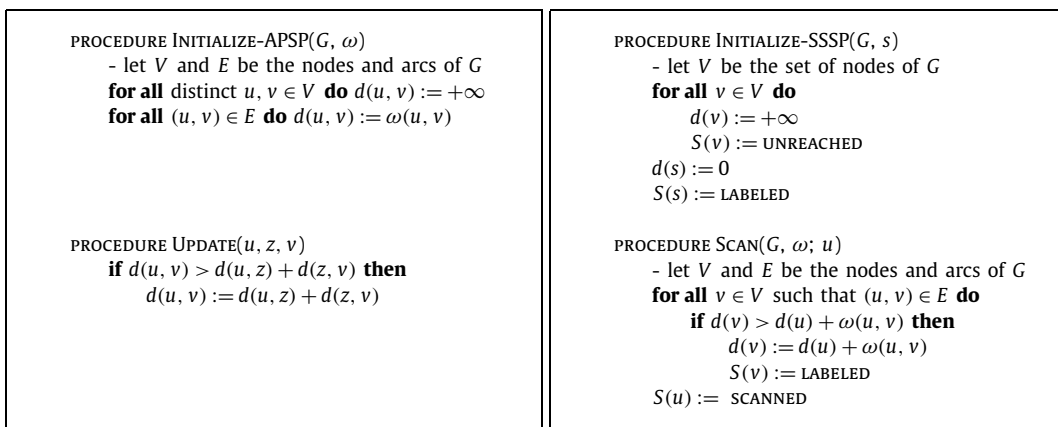 PROCEDURE INITIALIZE-APSP(G, ω)
- let V and E be the nodes and arcs of G
for all distinct u, v ∈ V do d(u, v) := +∞
for all (u, v) ∈ E do d(u, v) := ω(u, v)
PROCEDURE UPDATE(u, z, v)
if d(u, v) > d(u, z) + d(z, v) then
d(u, v) := d(u, z) + d(z, v)
PROCEDURE INITIALIZE-SSSP(G, s)
- let V be the set of nodes of G
for all v ∈ V do
d(v) := +∞
S(v) := UNREACHED
d(s) := 0
S(s) := LABELED
PROCEDURE SCAN(G, ω; u)
- let V and E be the nodes and arcs of G
for all v ∈ V such that (u, v) ∈ E do
if d(v) > d(u) + ω(u, v) then
d(v) := d(u) + ω(u, v)
S(v) := LABELED
S(u) := SCANNED